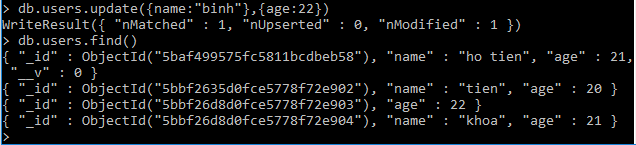 > db.users.update({name:"binh"},{age:22})
WriteResult({ "nMatched" : 1, "nUpserted" : 0, "nModified" : 1 })
> db.users.find()
{ "_id" : ObjectId("5baf499575fc5811bcdbeb58"), "name" : "ho tien", "age" : 21,
"__v" : 0 }
{ "_id" : ObjectId("5bbf2635d0fce5778f72e902"), "name" : "tien", "age" : 20 }
{ "_id" : ObjectId("5bbf26d8d0fce5778f72e903"), "age" : 22 }
{ "_id" : ObjectId("5bbf26d8d0fce5778f72e904"), "name" : "khoa", "age" : 21 }
>